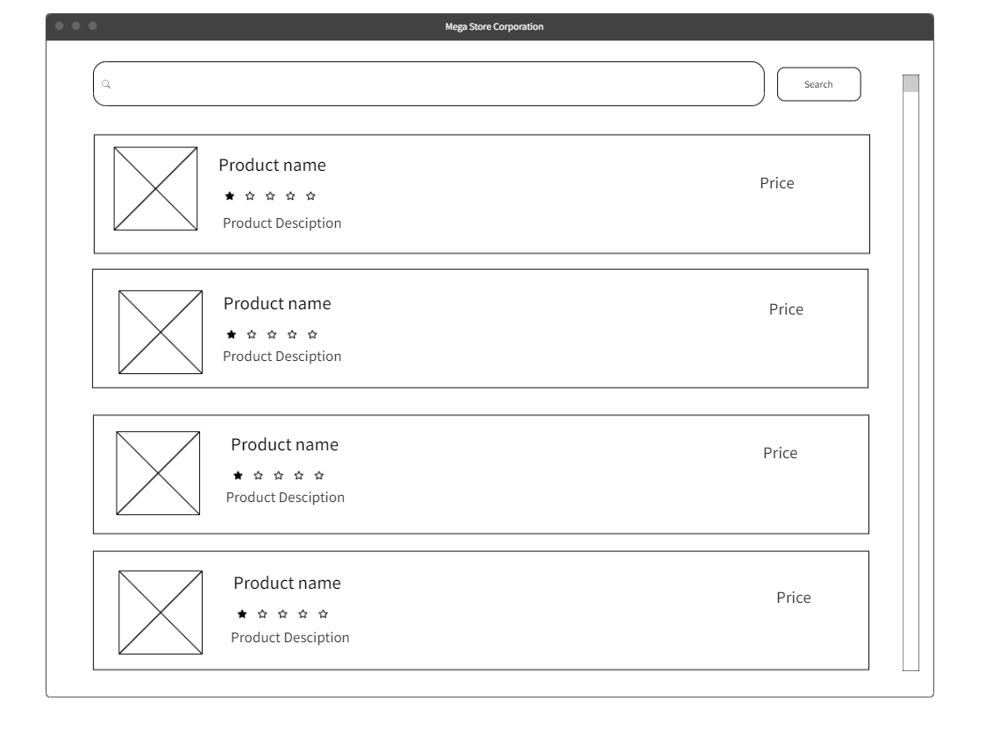 Mega Store Corporation
Search
Product name
Price
Product Desciption
Product name
Price
Product Desciption
Product name
Price
Product Desciption
Product name
Price
Product Desciption